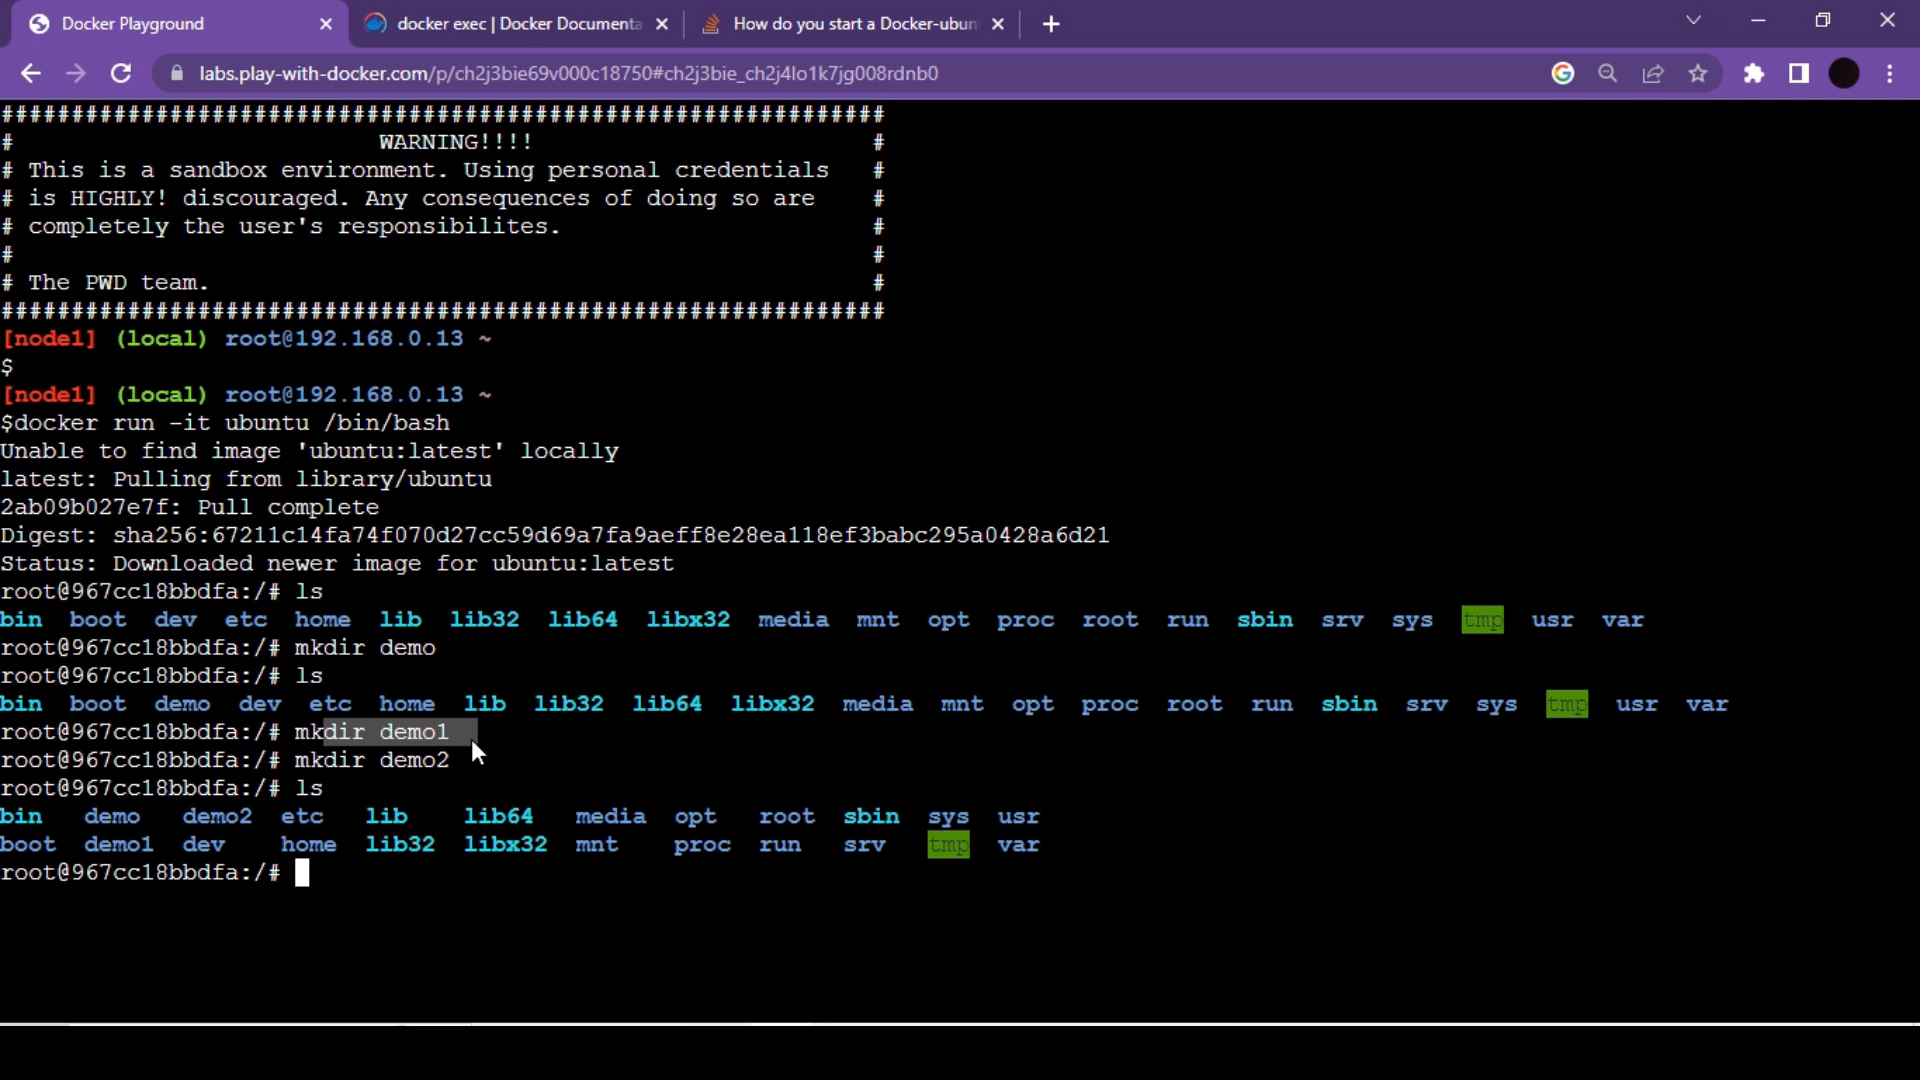 Docker Playground
docker exec | Docker Documenta
How do you start a Docker-ubun
labs.play-with-docker.com/p/ch2j3bie69v000c18750#ch2j3bie_ch2j4lo1k7jg008rdnb0
###############################################################
#                          WARNING!!!!                        #
# This is a sandbox environment. Using personal credentials   #
# is HIGHLY! discouraged. Any consequences of doing so are    #
# completely the user's responsibilites.                      #
#                                                             #
# The PWD team.                                               #
###############################################################
[node1] (local) root@192.168.0.13 ~
$
[node1] (local) root@192.168.0.13 ~
$docker run -it ubuntu /bin/bash
Unable to find image 'ubuntu:latest' locally
latest: Pulling from library/ubuntu
2ab09b027e7f: Pull complete
Digest: sha256:67211c14fa74f070d27cc59d69a7fa9aeff8e28ea118ef3babc295a0428a6d21
Status: Downloaded newer image for ubuntu:latest
root@967cc18bbdfa:/# ls
bin  boot  dev  etc  home  lib  lib32  lib64  libx32  media  mnt  opt  proc  root  run  sbin  srv  sys  tmp  usr  var
root@967cc18bbdfa:/# mkdir demo
root@967cc18bbdfa:/# ls
bin  boot  demo  dev  etc  home  lib  lib32  lib64  libx32  media  mnt  opt  proc  root  run  sbin  srv  sys  tmp  usr  var
root@967cc18bbdfa:/# mkdir demo1
root@967cc18bbdfa:/# mkdir demo2
root@967cc18bbdfa:/# ls
bin   demo   demo2  etc   lib    lib64   media  opt   root  sbin  sys  usr
boot  demo1  dev    home  lib32  libx32  mnt    proc  run   srv   tmp  var
root@967cc18bbdfa:/#